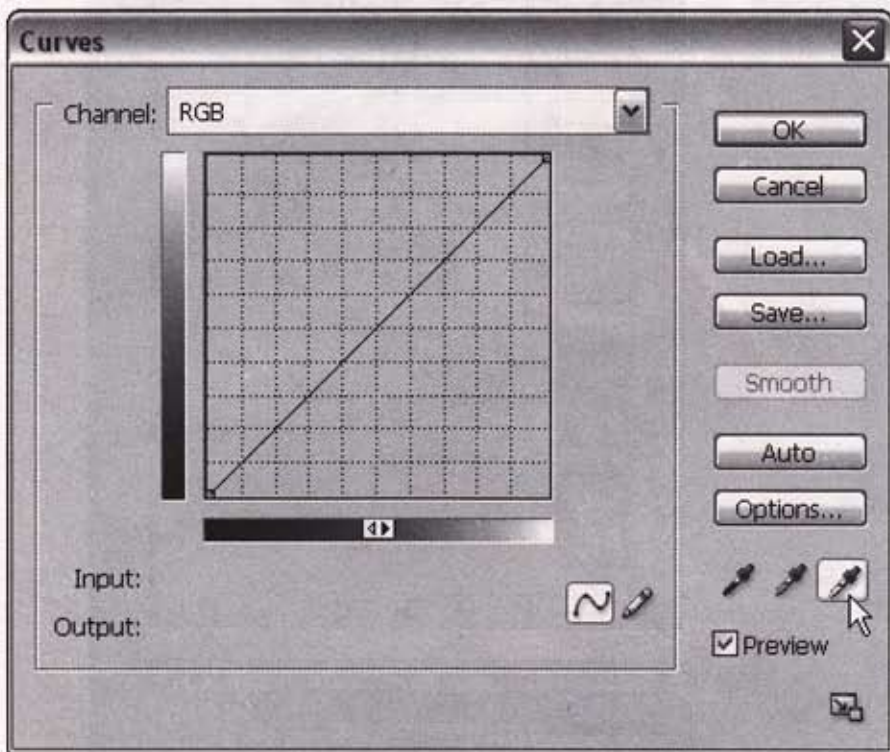 Curves
Channel: RGB
OK
Cancel
Load...
Save...
Smooth
Auto
Options...
Input:
Output:
Preview